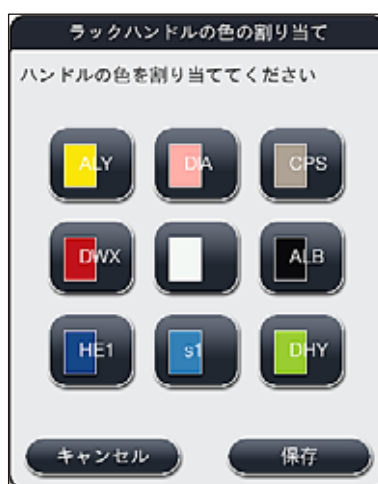 ラックハンドルの色の割り当て
ハンドルの色を割り当ててください
ALY DIA CPS
DWX ALB
HE1 s1 DHY
キャンセル 保存